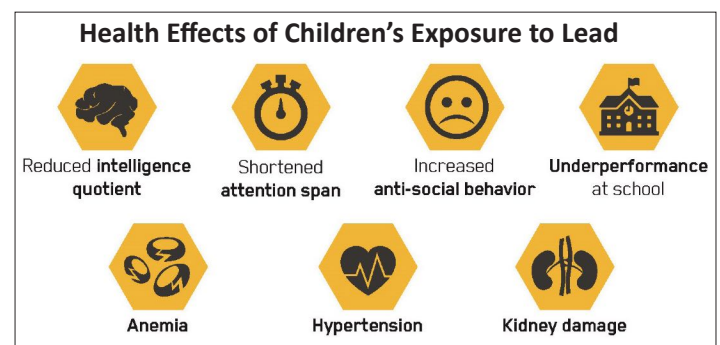 Health Effects of Children’s Exposure to Lead
Reduced intelligence
quotient
Shortened
attention span
Increased
anti-social behavior
Underperformance
at school
Anemia
Hypertension
Kidney damage